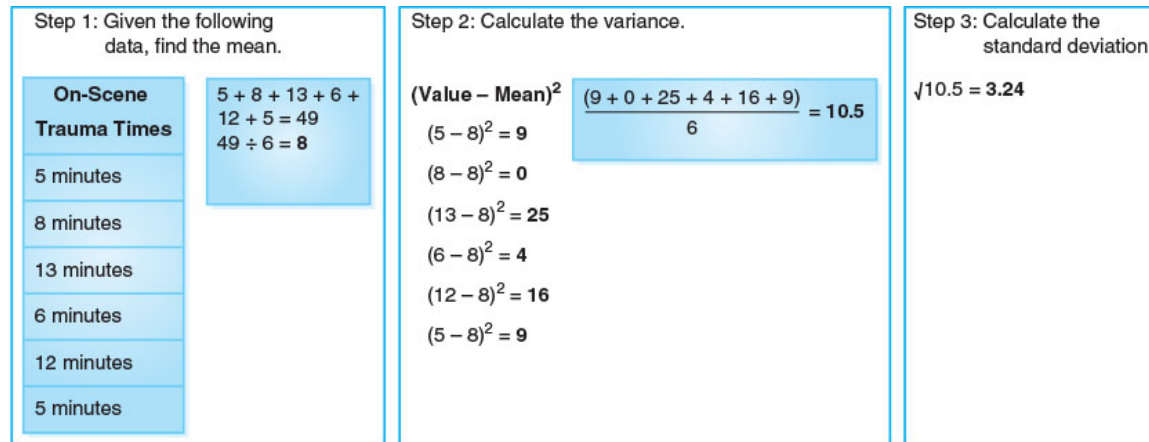 Step 1: Given the following
data, find the mean.
On-Scene
Trauma Times
5 minutes
8 minutes
13 minutes
6 minutes
12 minutes
5 minutes
5 + 8 + 13 + 6 +
12 + 5 = 49
49 ÷ 6 = 8
Step 2: Calculate the variance.
(Value – Mean)²
(5 – 8)² = 9
(8 – 8)² = 0
(13 – 8)² = 25
(6 – 8)² = 4
(12 – 8)² = 16
(5 – 8)² = 9
(9 + 0 + 25 + 4 + 16 + 9)
6
= 10.5
Step 3: Calculate the
standard deviation
√10.5 = 3.24